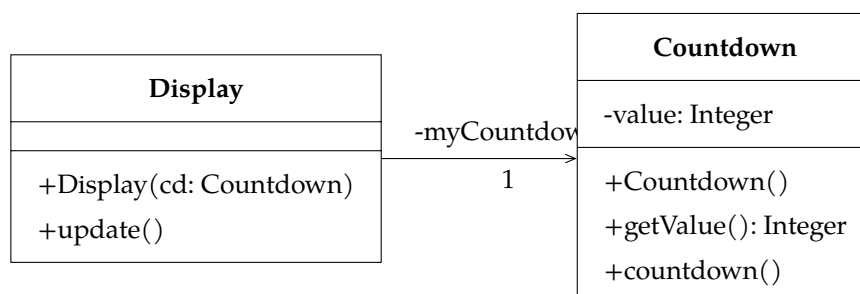 Display
+Display(cd: Countdown)
+update()
-myCountdow
1
Countdown
-value: Integer
+Countdown()
+getValue(): Integer
+countdown()